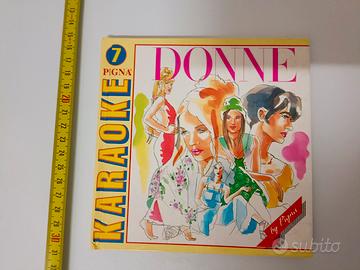 7
PIGNA
DONNE
KARAOKE
by Pigna
subito